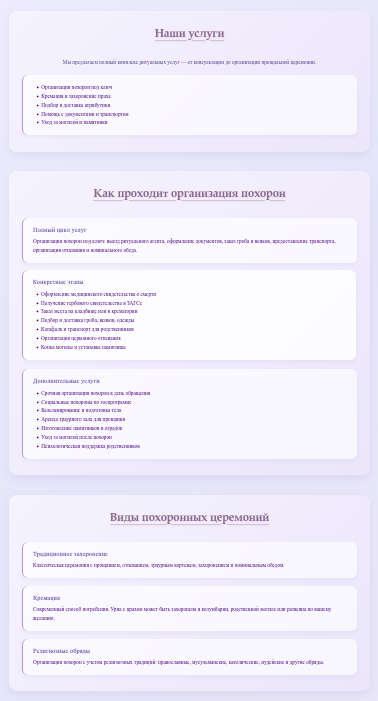 Наши услуги
Мы предлагаем полный комплекс ритуальных услуг — от консультации до организации прощальной церемонии.
Организация похорон под ключ
Кремация и захоронение праха
Подбор и доставка атрибутики
Помощь с документами и транспортом
Уход за могилой и памятники
Как проходит организация похорон
Полный цикл услуг
Организация похорон под ключ: выезд ритуального агента, оформление документов, заказ гроба и венков, предоставление транспорта,
организация отпевания и поминального обеда.
Конкретные этапы
Оформление медицинского свидетельства о смерти
Получение гербового свидетельства в ЗАГСе
Заказ места на кладбище или в крематории
Подбор и доставка гроба, венков, одежды
Катафалк и транспорт для родственников
Организация церковного отпевания
Копка могилы и установка памятника
Дополнительные услуги
Срочная организация похорон в день обращения
Социальные похороны по госпрограмме
Бальзамирование и подготовка тела
Аренда траурного зала для прощания
Изготовление памятников и оградок
Уход за могилой после похорон
Психологическая поддержка родственников
Виды похоронных церемоний
Традиционное захоронение
Классическая церемония с прощанием, отпеванием, траурным кортежем, захоронением и поминальным обедом.
Кремация
Современный способ погребения. Урна с прахом может быть захоронена в колумбарии, родственной могиле или развеяна по вашему
желанию.
Религиозные обряды
Организация похорон с учетом религиозных традиций: православные, мусульманские, католические, иудейские и другие обряды.